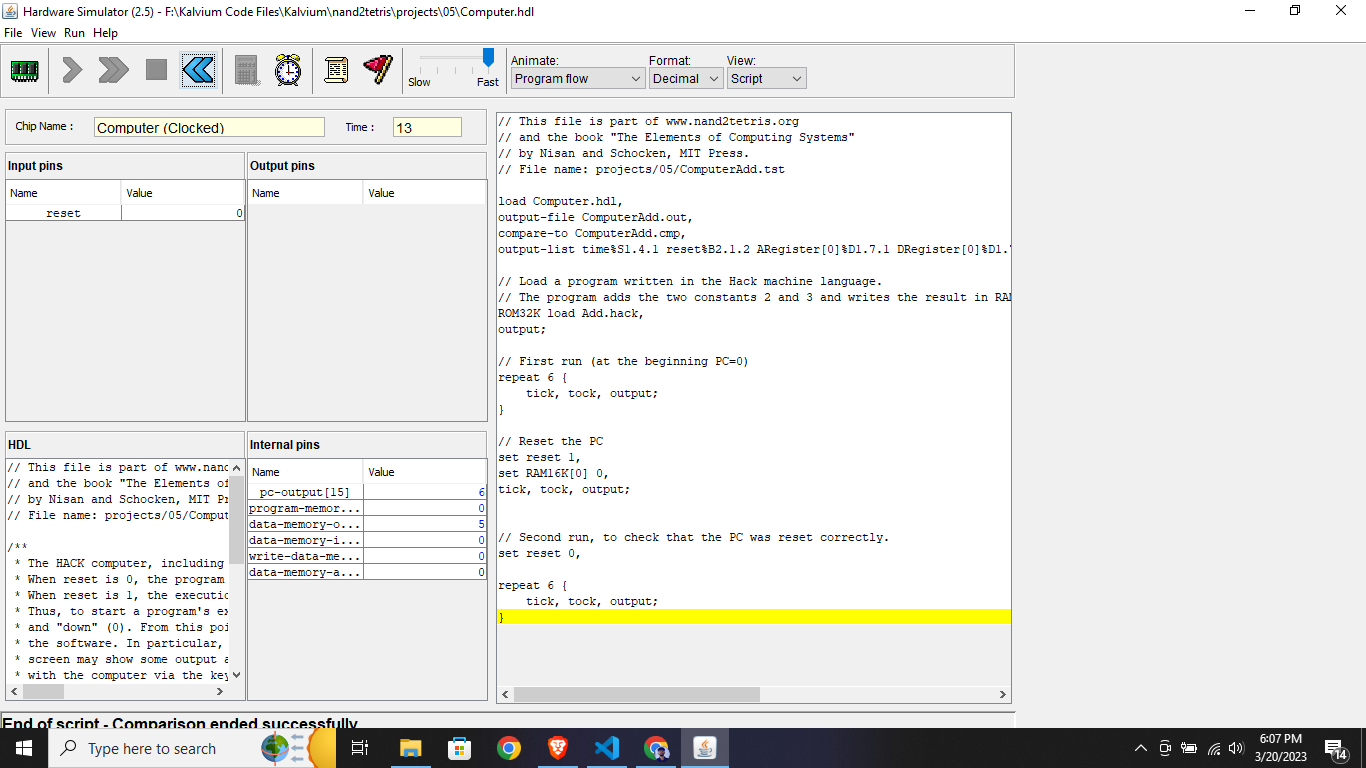 Hardware Simulator (2.5) - F:\Kalvium Code Files\Kalvium\nand2tetris\projects\05\Computer.hdl
File View Run Help
Slow Fast
Animate: Format: View:
Program flow Decimal Script
Chip Name : Computer (Clocked) Time : 13
Input pins
Name Value
reset 0
Output pins
Name Value
HDL
// This file is part of www.nand
// and the book "The Elements of
// by Nisan and Schocken, MIT Pr
// File name: projects/05/Comput
/**
* The HACK computer, including
* When reset is 0, the program
* When reset is 1, the executio
* Thus, to start a program's ex
* and "down" (0). From this poi
* the software. In particular,
* screen may show some output a
* with the computer via the key
Internal pins
Name Value
pc-output[15] 6
program-memor... 0
data-memory-o... 5
data-memory-i... 0
write-data-me... 0
data-memory-a... 0
// This file is part of www.nand2tetris.org
// and the book "The Elements of Computing Systems"
// by Nisan and Schocken, MIT Press.
// File name: projects/05/ComputerAdd.tst
load Computer.hdl,
output-file ComputerAdd.out,
compare-to ComputerAdd.cmp,
output-list time%S1.4.1 reset%B2.1.2 ARegister[0]%D1.7.1 DRegister[0]%D1.7
// Load a program written in the Hack machine language.
// The program adds the two constants 2 and 3 and writes the result in RAM
ROM32K load Add.hack,
output;
// First run (at the beginning PC=0)
repeat 6 {
tick, tock, output;
}
// Reset the PC
set reset 1,
set RAM16K[0] 0,
tick, tock, output;
// Second run, to check that the PC was reset correctly.
set reset 0,
repeat 6 {
tick, tock, output;
}
End of script - Comparison ended successfully
Type here to search
6:07 PM
3/20/2023
14